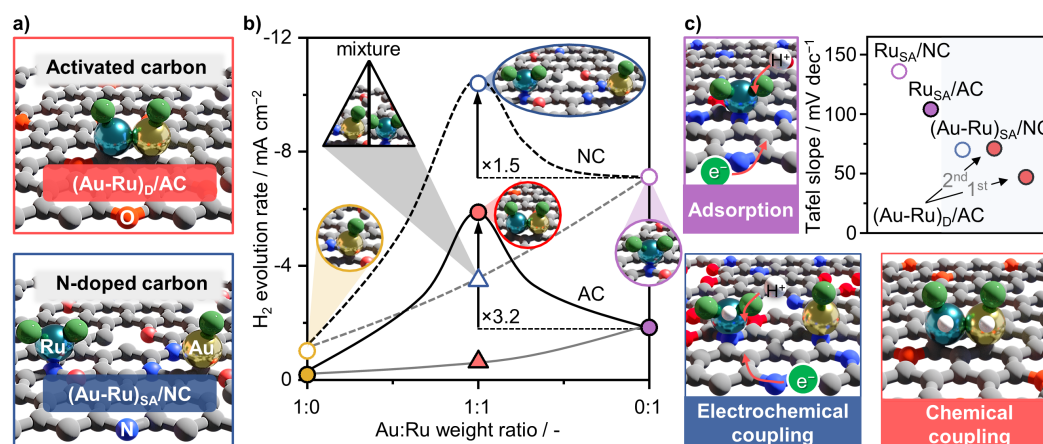 a)
Activated carbon
(Au-Ru)D/AC
O
N-doped carbon
Ru
Au
(Au-Ru)SA/NC
N
b)
H2 evolution rate / mA cm−2
-12
-8
-4
0
mixture
NC
×1.5
AC
×3.2
1:0
1:1
0:1
Au:Ru weight ratio / -
c)
H+
e−
Adsorption
Tafel slope / mV dec−1
150
100
50
0
RuSA/NC
RuSA/AC
(Au-Ru)SA/NC
2nd
1st
(Au-Ru)D/AC
H+
e−
Electrochemical
coupling
Chemical
coupling